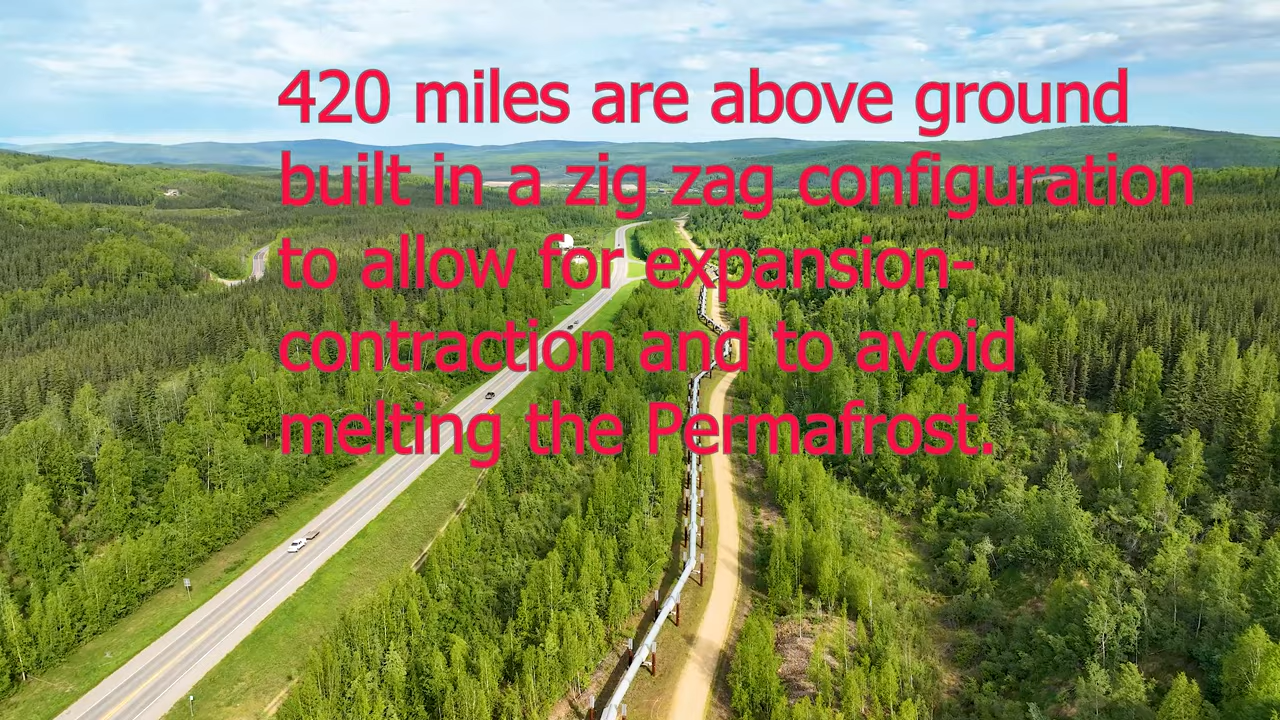 420 miles are above ground
built in a zig zag configuration
to allow for expansion-
contraction and to avoid
melting the Permafrost.